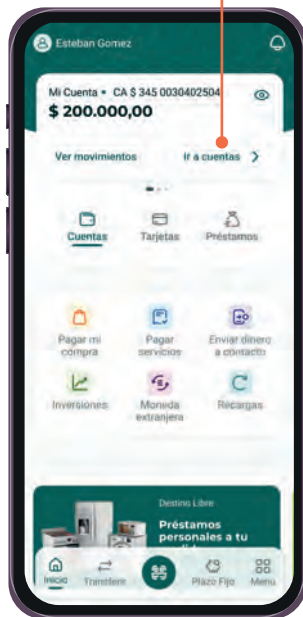 Esteban Gomez
Mi Cuenta • CA $ 345 0030402504
$ 200.000,00
Ver movimientos Ir a cuentas
Cuentas Tarjetas Préstamos
Pagar mi compra
Pagar servicios
Enviar dinero a contacto
Inversiones
Moneda extranjera
Recargas
Destino Libre
Préstamos
personales a tu
Inicio Transferir Plazo Fijo Menú